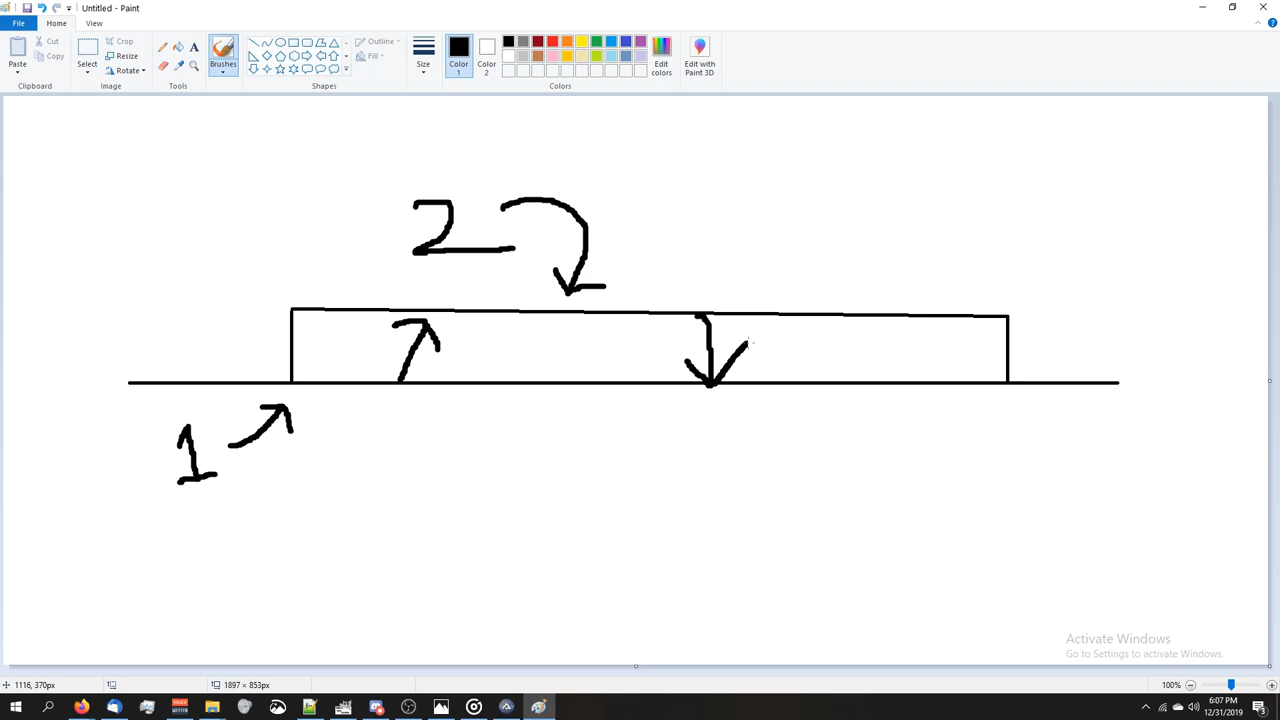 Untitled - Paint
File Home View
Paste
Cut
Copy
Clipboard
Select
Crop
Resize
Rotate
Image
A
Tools
Brushes
Outline
Fill
Shapes
Size
Color 1
Color 2
Edit colors
Edit with Paint 3D
Colors
2
1
Activate Windows
Go to Settings to activate Windows.
1116, 370px
1897 × 853px
100%
6:07 PM
12/31/2019
3